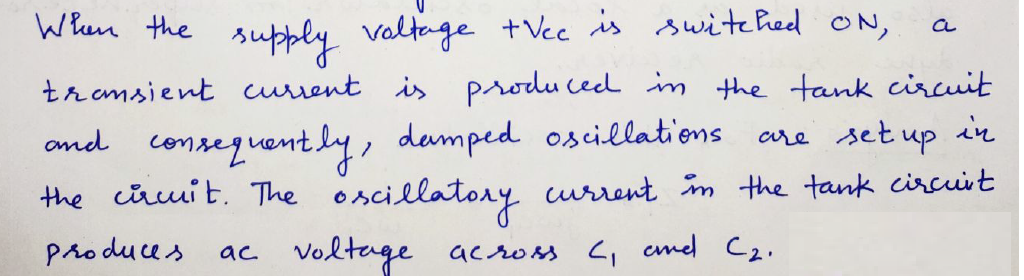 When the supply voltage +Vcc is switched ON, a
transient current is produced in the tank circuit
and consequently, damped oscillations are set up in
the circuit. The oscillatory current in the tank circuit
produces ac voltage across C₁ and C₂.